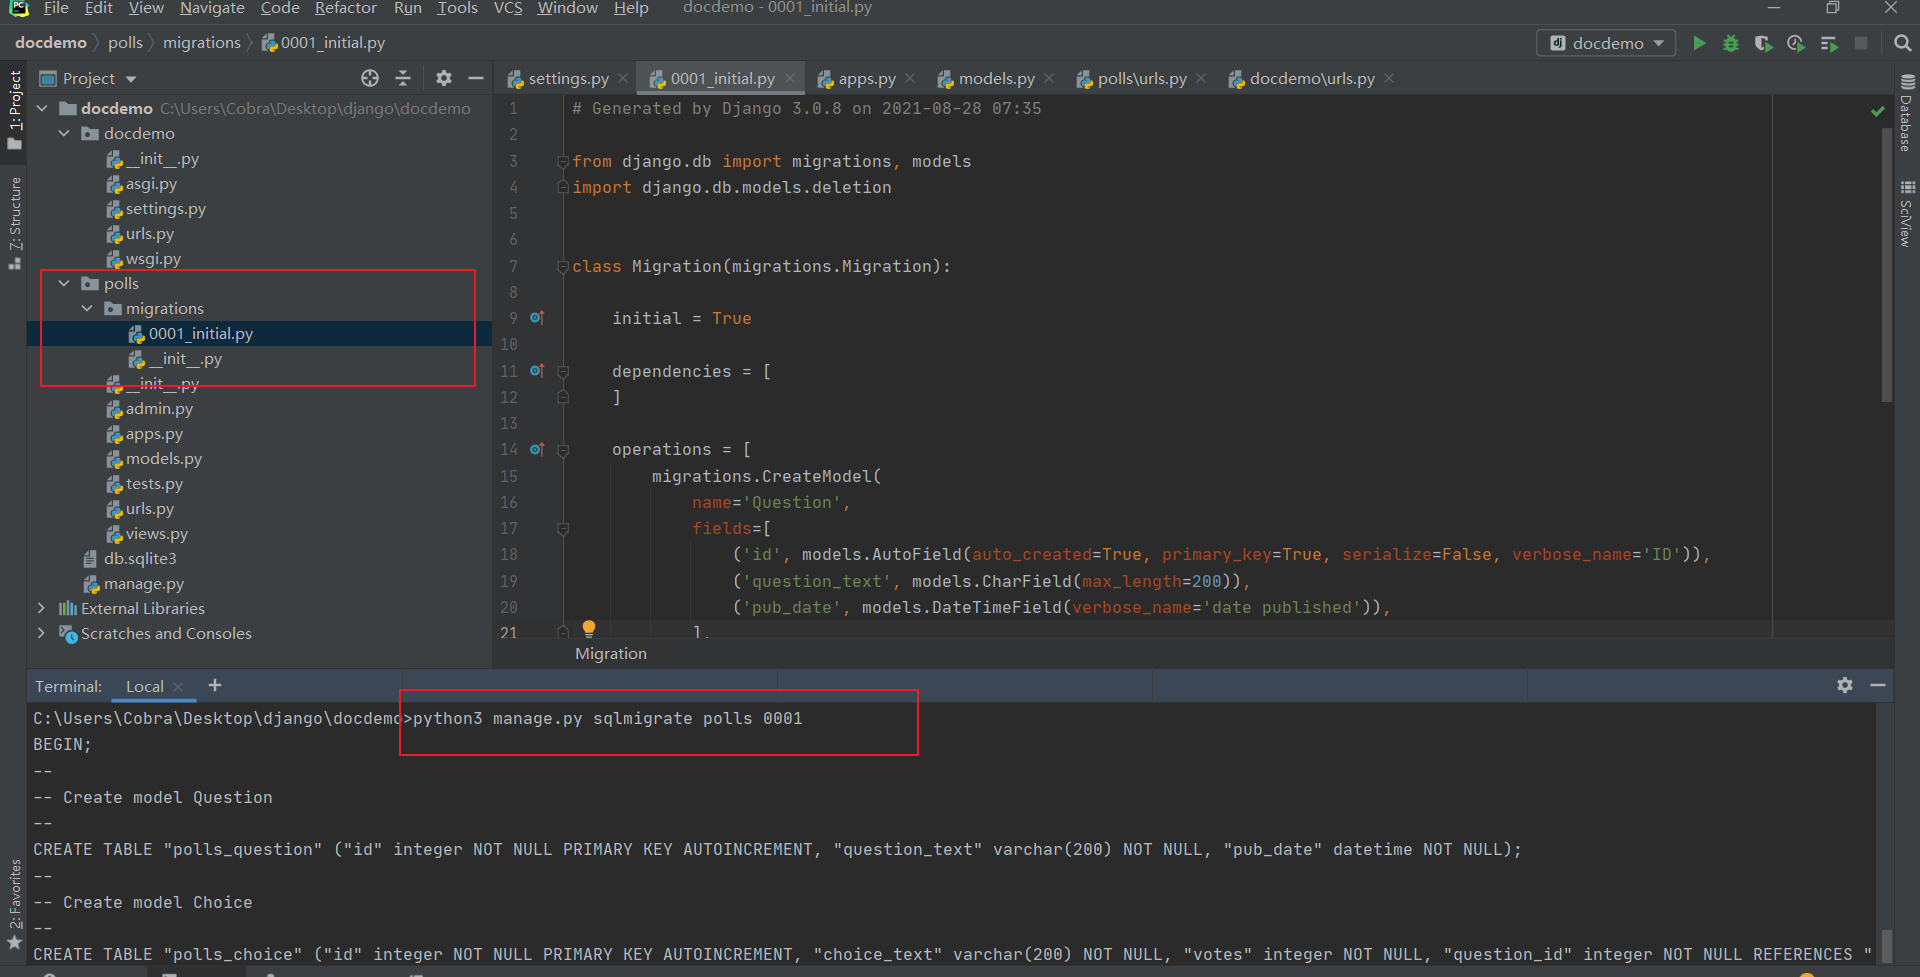 File Edit View Navigate Code Refactor Run Tools VCS Window Help docdemo - 0001_initial.py
docdemo polls migrations 0001_initial.py
docdemo
1: Project
7: Structure
2: Favorites
Project
docdemo C:\Users\Cobra\Desktop\django\docdemo
docdemo
__init__.py
asgi.py
settings.py
urls.py
wsgi.py
polls
migrations
0001_initial.py
__init__.py
__init__.py
admin.py
apps.py
models.py
tests.py
urls.py
views.py
db.sqlite3
manage.py
External Libraries
Scratches and Consoles
settings.py 0001_initial.py apps.py models.py polls\urls.py docdemo\urls.py
1 # Generated by Django 3.0.8 on 2021-08-28 07:35
2
3 from django.db import migrations, models
4 import django.db.models.deletion
5
6
7 class Migration(migrations.Migration):
8
9 initial = True
10
11 dependencies = [
12 ]
13
14 operations = [
15 migrations.CreateModel(
16 name='Question',
17 fields=[
18 ('id', models.AutoField(auto_created=True, primary_key=True, serialize=False, verbose_name='ID')),
19 ('question_text', models.CharField(max_length=200)),
20 ('pub_date', models.DateTimeField(verbose_name='date published')),
21 ],
Migration
Database
SciView
Terminal: Local
C:\Users\Cobra\Desktop\django\docdemo>python3 manage.py sqlmigrate polls 0001
BEGIN;
--
-- Create model Question
--
CREATE TABLE "polls_question" ("id" integer NOT NULL PRIMARY KEY AUTOINCREMENT, "question_text" varchar(200) NOT NULL, "pub_date" datetime NOT NULL);
--
-- Create model Choice
--
CREATE TABLE "polls_choice" ("id" integer NOT NULL PRIMARY KEY AUTOINCREMENT, "choice_text" varchar(200) NOT NULL, "votes" integer NOT NULL, "question_id" integer NOT NULL REFERENCES "